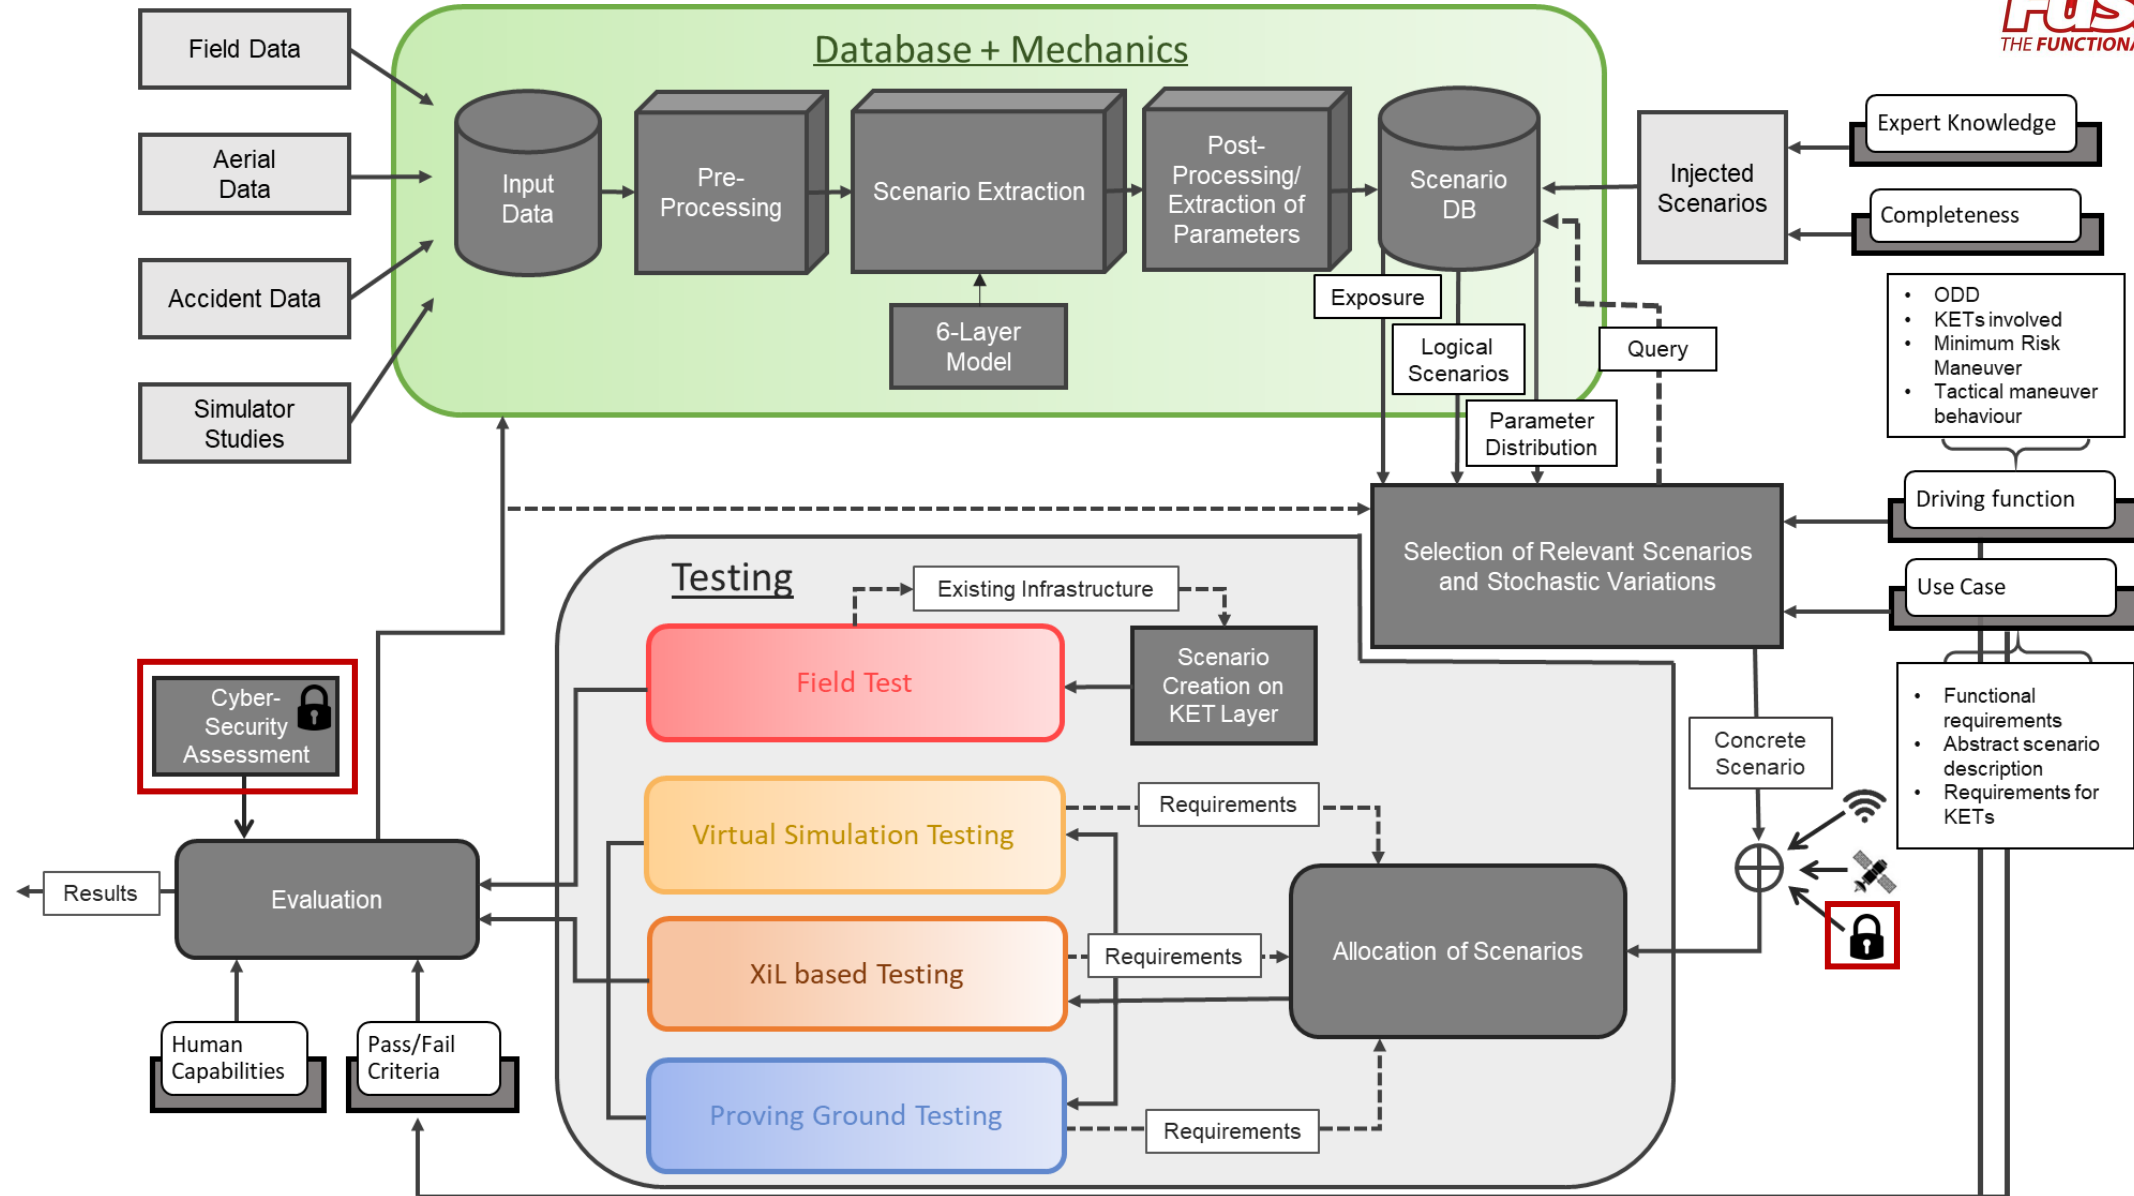 Field Data
Aerial
Data
Accident Data
Simulator
Studies
Database + Mechanics
Input
Data
Pre-
Processing
Scenario Extraction
6-Layer
Model
Post-
Processing/
Extraction of
Parameters
Scenario
DB
Injected
Scenarios
Expert Knowledge
Completeness
THE FUNCTIONA
Exposure
Logical
Scenarios
Parameter
Distribution
Query
• ODD
• KETs involved
• Minimum Risk
Maneuver
• Tactical maneuver
behaviour
Driving function
Use Case
Selection of Relevant Scenarios
and Stochastic Variations
• Functional
requirements
• Abstract scenario
description
• Requirements for
KETs
Concrete
Scenario
Testing
Existing Infrastructure
Field Test
Scenario
Creation on
KET Layer
Virtual Simulation Testing
Requirements
XiL based Testing
Requirements
Allocation of Scenarios
Proving Ground Testing
Requirements
Cyber-
Security
Assessment
Results
Evaluation
Human
Capabilities
Pass/Fail
Criteria